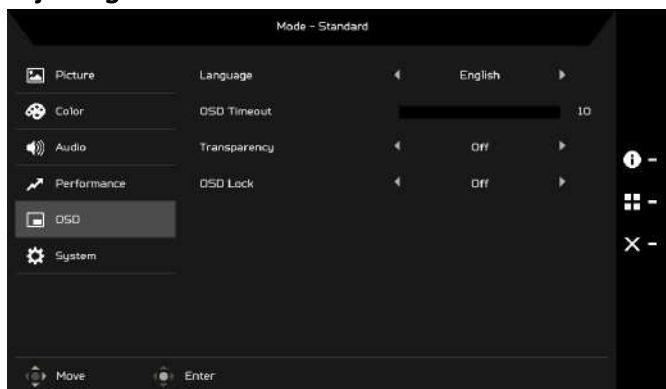 Mode - Standard
Picture
Language English
Color
OSD Timeout 10
Audio
Transparency Off
Performance
OSD Lock Off
OSD
System
Move Enter